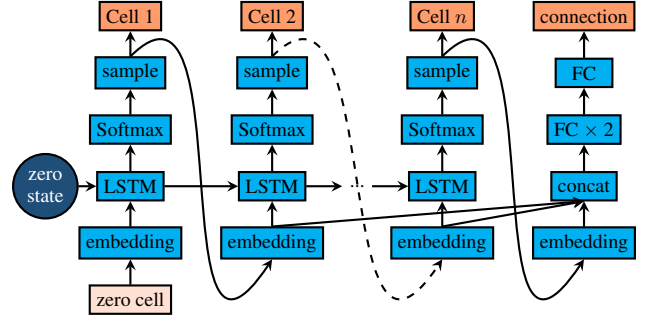 Cell 1 Cell 2 Cell n connection
sample sample sample FC
Softmax Softmax Softmax FC × 2
zero
state
LSTM LSTM ·· LSTM concat
embedding embedding embedding embedding
zero cell